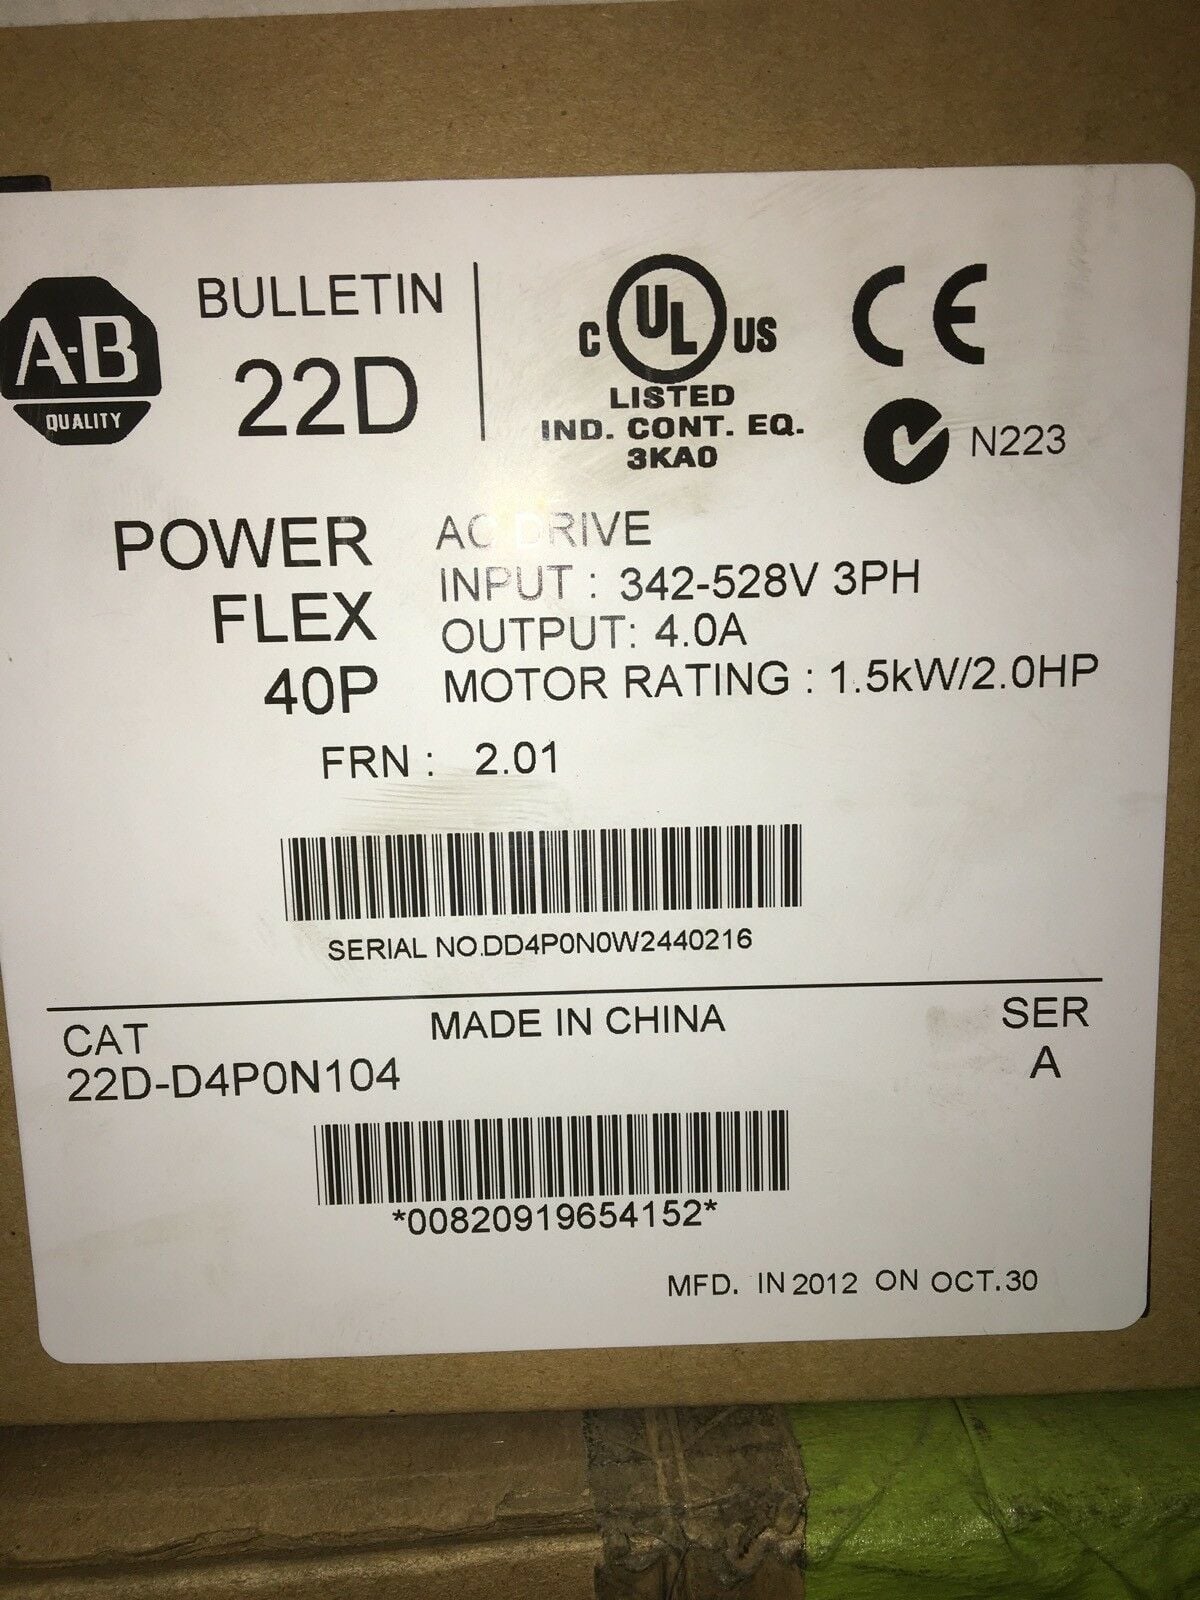 A-B
QUALITY
BULLETIN
22D
C UL US
LISTED
IND. CONT. EQ.
3KA0
CE
N223
POWER
FLEX
40P
AC DRIVE
INPUT : 342-528V 3PH
OUTPUT: 4.0A
MOTOR RATING : 1.5kW/2.0HP
FRN : 2.01
SERIAL NO.DD4P0N0W2440216
CAT
22D-D4P0N104
MADE IN CHINA
SER
A
*00820919654152*
MFD. IN 2012 ON OCT.30